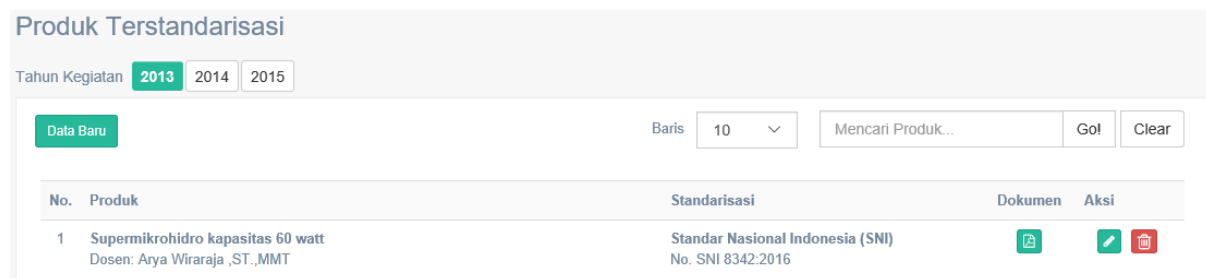 Produk Terstandarisasi
Tahun Kegiatan 2013 2014 2015
Data Baru Baris 10 Mencari Produk... Go! Clear
No. Produk Standarisasi Dokumen Aksi
1 Supermikrohidro kapasitas 60 watt Standar Nasional Indonesia (SNI)
Dosen: Arya Wiraraja ,ST.,MMT No. SNI 8342:2016